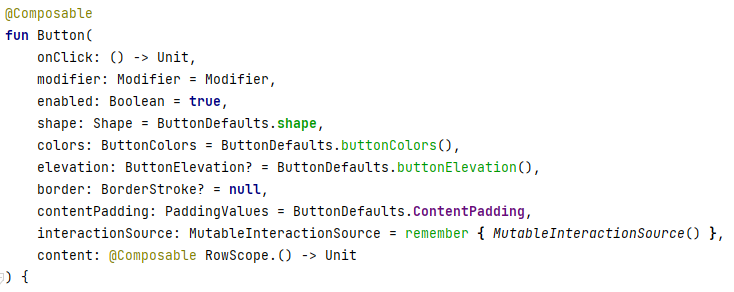 @Composable
fun Button(
    onClick: () -> Unit,
    modifier: Modifier = Modifier,
    enabled: Boolean = true,
    shape: Shape = ButtonDefaults.shape,
    colors: ButtonColors = ButtonDefaults.buttonColors(),
    elevation: ButtonElevation? = ButtonDefaults.buttonElevation(),
    border: BorderStroke? = null,
    contentPadding: PaddingValues = ButtonDefaults.ContentPadding,
    interactionSource: MutableInteractionSource = remember { MutableInteractionSource() },
    content: @Composable RowScope.() -> Unit
) {